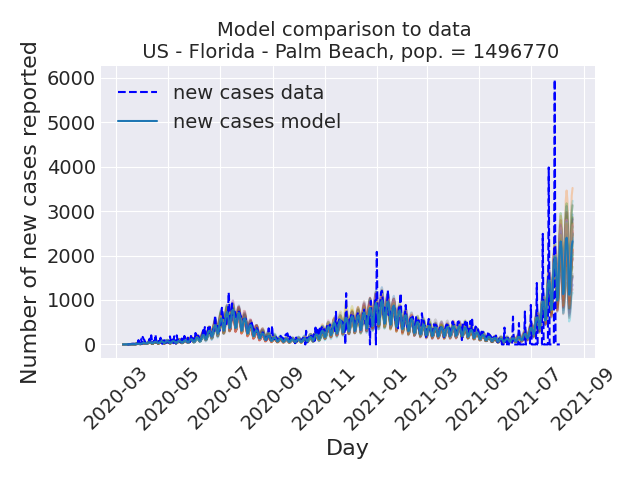 Model comparison to data
US - Florida - Palm Beach, pop. = 1496770
Number of new cases reported
6000
5000
4000
3000
2000
1000
0
new cases data
new cases model
2020-03
2020-05
2020-07
2020-09
2020-11
2021-01
2021-03
2021-05
2021-07
2021-09
Day